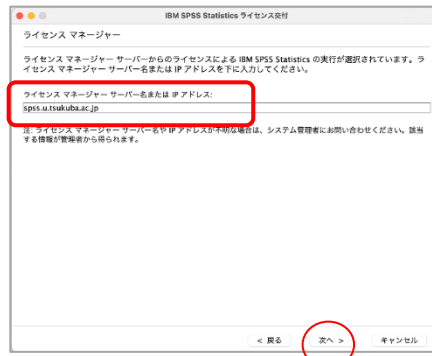 IBM SPSS Statistics ライセンス交付
ライセンス マネージャー
ライセンス マネージャー サーバーからのライセンスによる IBM SPSS Statistics の実行が選択されています。ラ
イセンス マネージャー サーバー名または IP アドレスを下に入力してください。
ライセンス マネージャー サーバー名または IP アドレス:
spss.u.tsukuba.ac.jp
注: ライセンス マネージャー サーバー名や IP アドレスが不明な場合は、システム管理者にお問い合わせください。該当
する情報が管理者から得られます。
< 戻る 次へ > キャンセル